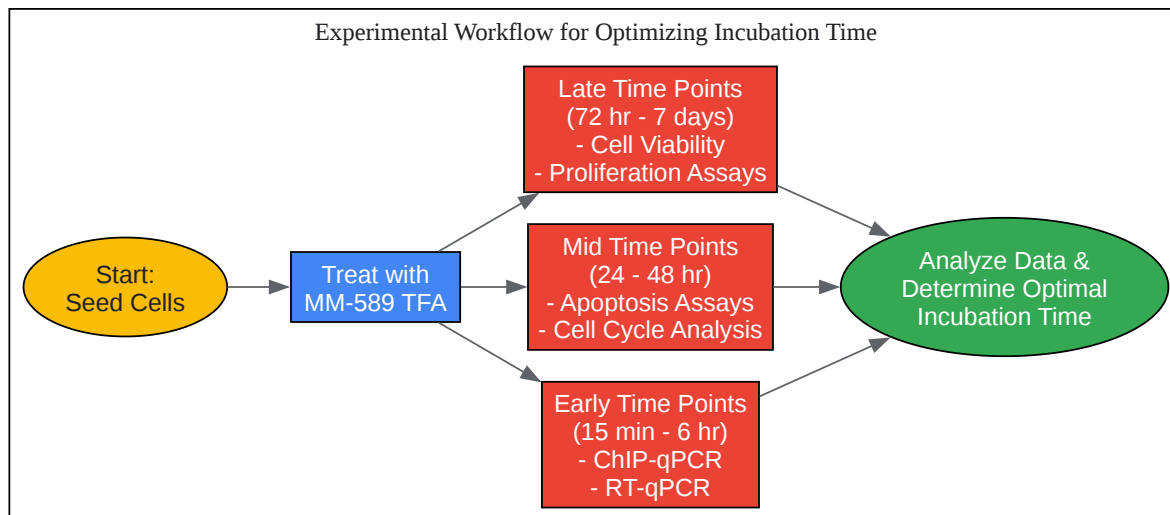 Experimental Workflow for Optimizing Incubation Time
Start:
Seed Cells
Treat with
MM-589 TFA
Late Time Points
(72 hr - 7 days)
- Cell Viability
- Proliferation Assays
Mid Time Points
(24 - 48 hr)
- Apoptosis Assays
- Cell Cycle Analysis
Early Time Points
(15 min - 6 hr)
- ChIP-qPCR
- RT-qPCR
Analyze Data &
Determine Optimal
Incubation Time